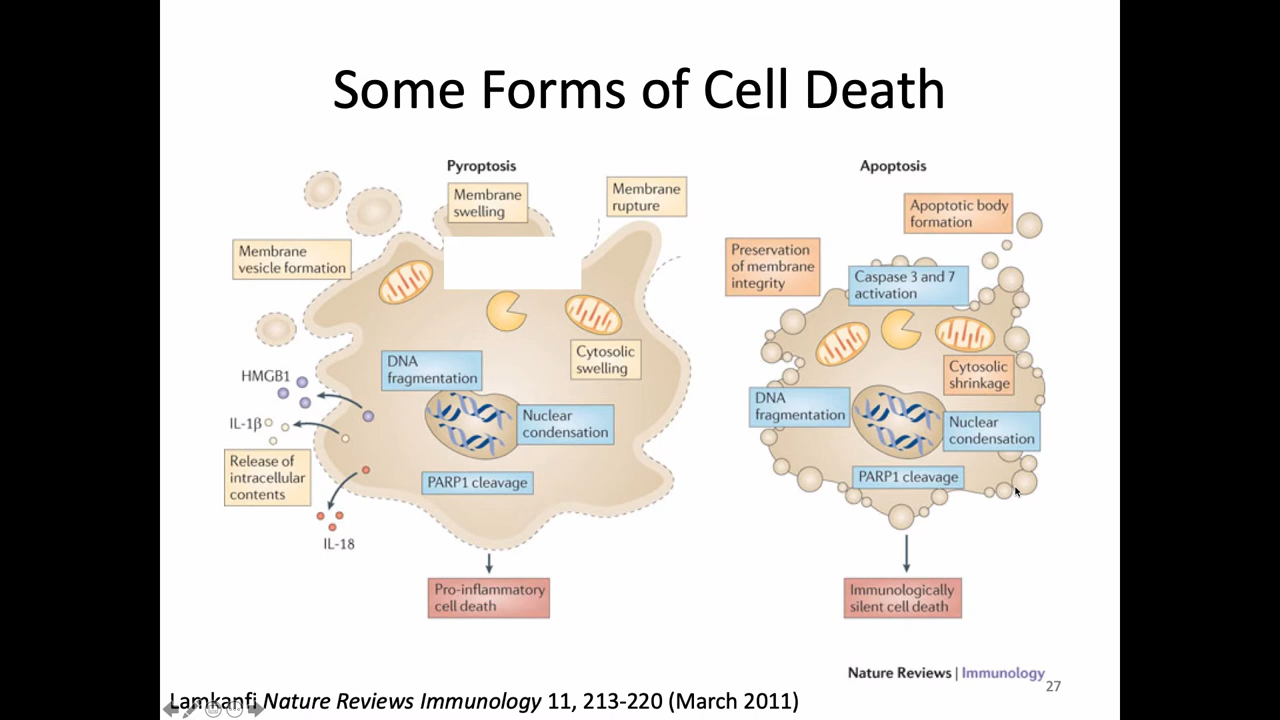 Some Forms of Cell Death
Pyroptosis
Membrane
swelling
Membrane
rupture
Membrane
vesicle formation
DNA
fragmentation
Cytosolic
swelling
HMGB1
IL-1β
Nuclear
condensation
Release of
intracellular
contents
PARP1 cleavage
IL-18
Pro-inflammatory
cell death
Apoptosis
Apoptotic body
formation
Preservation
of membrane
integrity
Caspase 3 and 7
activation
Cytosolic
shrinkage
DNA
fragmentation
Nuclear
condensation
PARP1 cleavage
Immunologically
silent cell death
Nature Reviews | Immunology
27
Lamkanfi Nature Reviews Immunology 11, 213-220 (March 2011)